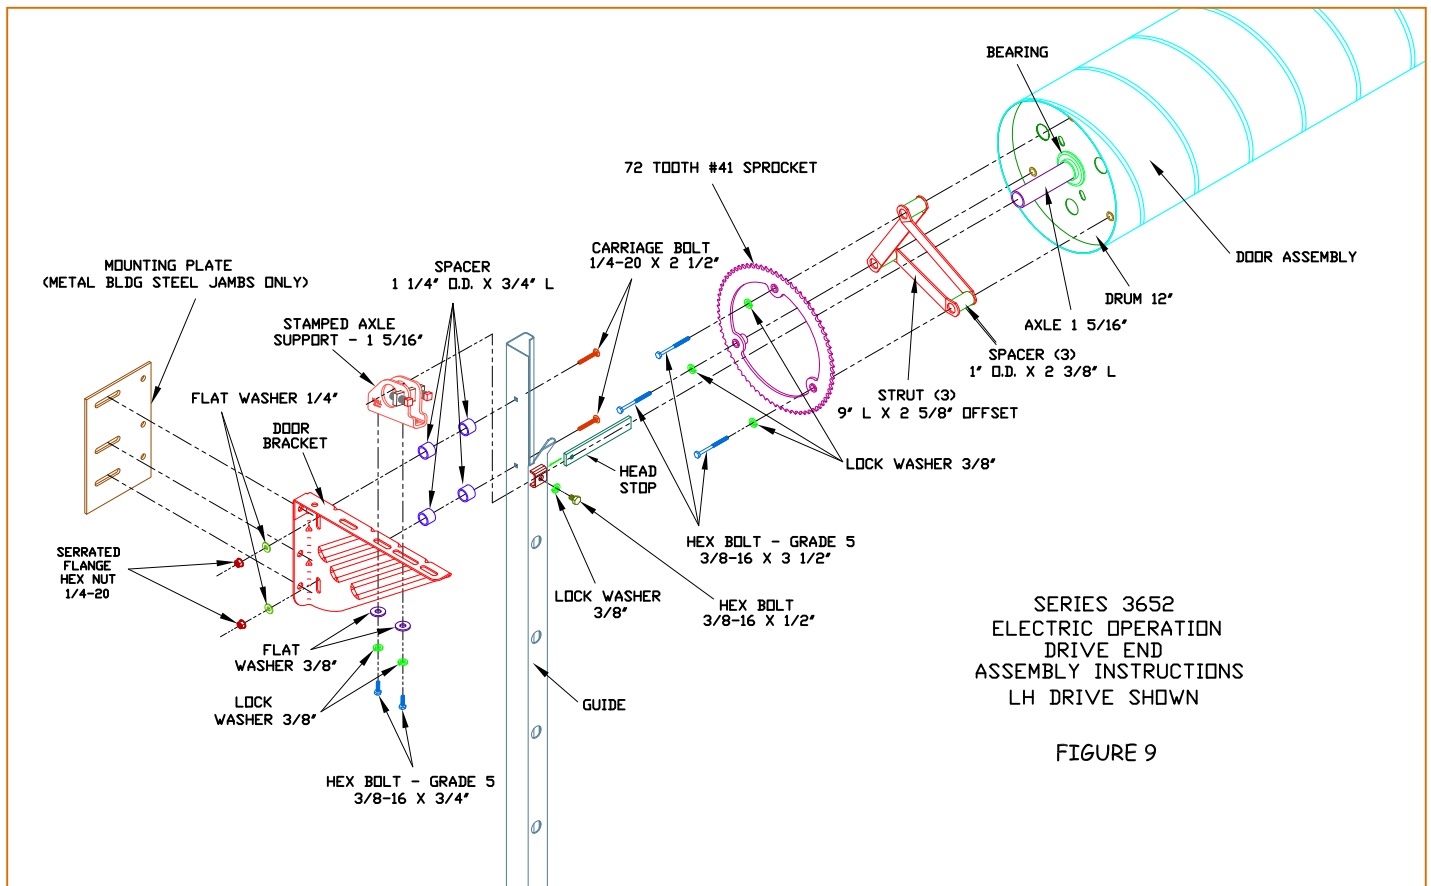 BEARING
72 TOOTH #41 SPROCKET
CARRIAGE BOLT
1/4-20 X 2 1/2"
SPACER
1 1/4" O.D. X 3/4" L
MOUNTING PLATE
(METAL BLDG STEEL JAMBS ONLY)
STAMPED AXLE
SUPPORT - 1 5/16"
DOOR ASSEMBLY
DRUM 12"
AXLE 1 5/16"
SPACER (3)
1" O.D. X 2 3/8" L
STRUT (3)
9" L X 2 5/8" OFFSET
FLAT WASHER 1/4"
DOOR
BRACKET
LOCK WASHER 3/8"
HEAD
STOP
HEX BOLT - GRADE 5
3/8-16 X 3 1/2"
SERRATED
FLANGE
HEX NUT
1/4-20
LOCK WASHER
3/8"
HEX BOLT
3/8-16 X 1/2"
FLAT
WASHER 3/8"
LOCK
WASHER 3/8"
GUIDE
HEX BOLT - GRADE 5
3/8-16 X 3/4"
SERIES 3652
ELECTRIC OPERATION
DRIVE END
ASSEMBLY INSTRUCTIONS
LH DRIVE SHOWN
FIGURE 9